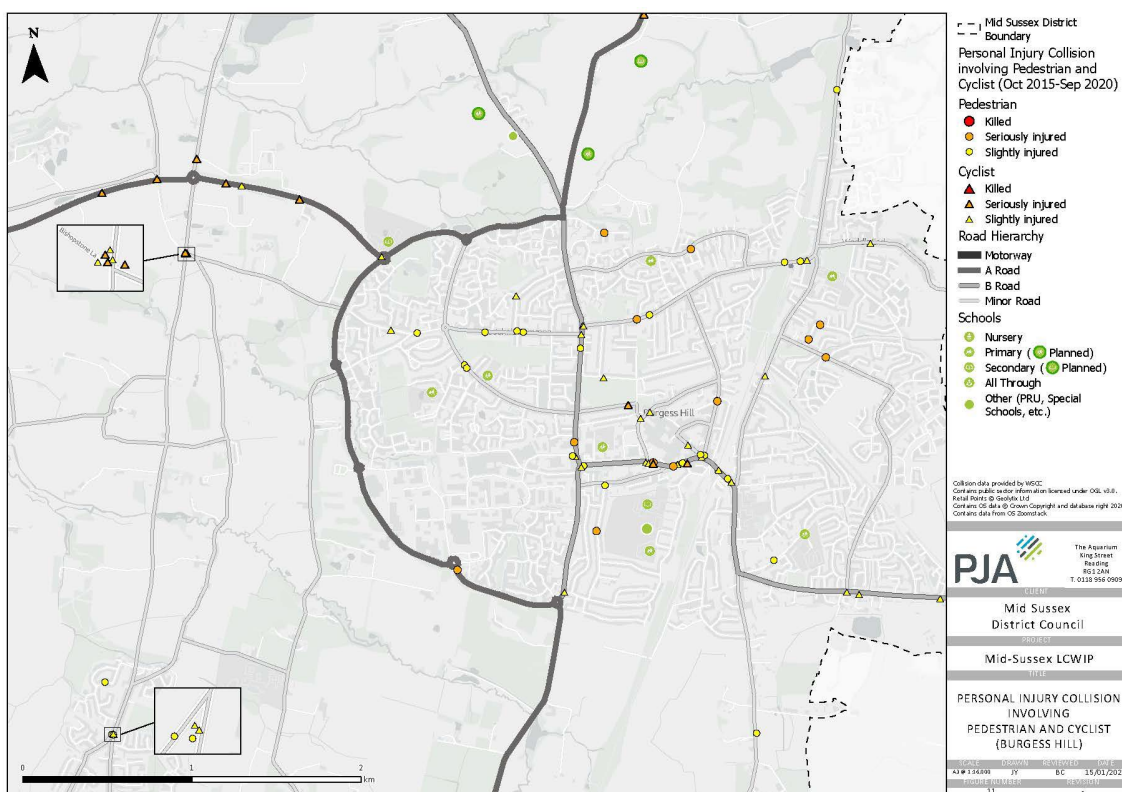 N
Bishopstone La
Burgess Hill
0
1
2
km
Mid Sussex District
Boundary
Personal Injury Collision
involving Pedestrian and
Cyclist (Oct 2015-Sep 2020)
Pedestrian
Killed
Seriously injured
Slightly injured
Cyclist
Killed
Seriously injured
Slightly injured
Road Hierarchy
Motorway
A Road
B Road
Minor Road
Schools
Nursery
Primary ( Planned)
Secondary ( Planned)
All Through
Other (PRU, Special
Schools, etc.)
Collision data provided by WSCC
Contains public sector information licensed under OGL v3.0.
Retail Points © Geolytix Ltd
Contains OS data © Crown Copyright and database right 202
Contains data from OS Zoomstack
PJA
The Aquarium
King Street
Reading
RG1 2AN
T. 0118 956 0909
CLIENT
Mid Sussex
District Council
PROJECT
Mid-Sussex LCWIP
TITLE
PERSONAL INJURY COLLISION
INVOLVING
PEDESTRIAN AND CYCLIST
(BURGESS HILL)
SCALE DRAWN REVIEWED DATE
JY BC 15/01/202
FIGURE NUMBER REVISION
11 -